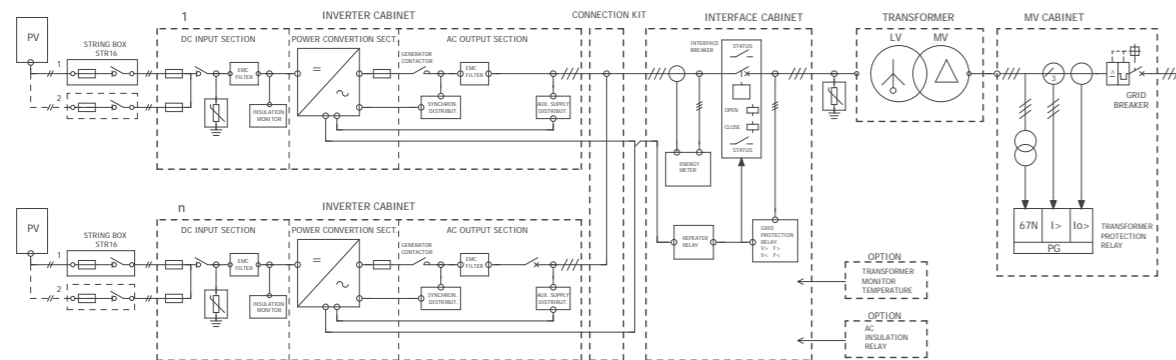 1
INVERTER CABINET
CONNECTION KIT
INTERFACE CABINET
TRANSFORMER
MV CABINET
PV
STRING BOX
STR16
1
2
DC INPUT SECTION
EMC
FILTER
INSULATION
MONITOR
POWER CONVERTION SECT.
AC OUTPUT SECTION
GENERATOR
CONTACTOR
EMC
FILTER
SYNCHRON.
DISTRIBUT.
AUX. SUPPLY
DISTRIBUT.
INTERFACE
BREAKER
STATUS
OPEN
CLOSE
STATUS
ENERGY
METER
REPEATER
RELAY
GRID
PROTECTION
RELAY
V> F>
V< F<
LV
MV
3
GRID
BREAKER
67N
I>
Io>
PG
TRANSFORMER
PROTECTION
RELAY
OPTION
TRANSFORMER
MONITOR
TEMPERATURE
OPTION
AC
INSULATION
RELAY
n
INVERTER CABINET
PV
STRING BOX
STR16
1
2
DC INPUT SECTION
EMC
FILTER
INSULATION
MONITOR
POWER CONVERTION SECT.
AC OUTPUT SECTION
GENERATOR
CONTACTOR
EMC
FILTER
SYNCHRON.
DISTRIBUT.
AUX. SUPPLY
DISTRIBUT.